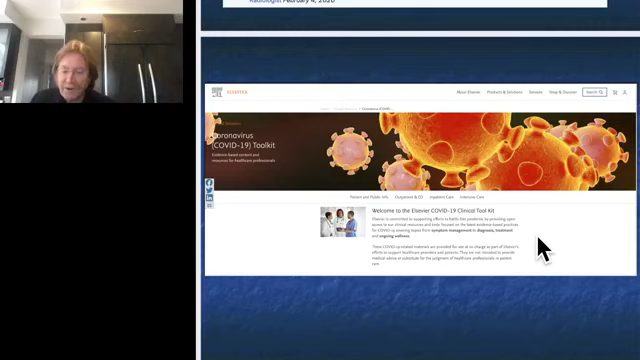 Radiologist February 4, 2020
ELSEVIER
About Elsevier Products & Solutions Services Shop & Discover Search
Coronavirus
(COVID-19) Toolkit
Evidence-based content and
resources for healthcare professionals
Patient and Public Info Outpatient & ED Inpatient Care Intensive Care
Welcome to the Elsevier COVID-19 Clinical Tool Kit
Elsevier is committed to supporting efforts to battle this pandemic by providing open
access to our clinical resources and tools focused on the latest evidence-based practices
for COVID-19 covering topics from symptom management to diagnosis, treatment
and ongoing wellness.
These COVID-19-related materials are provided for use at no charge as part of Elsevier's
efforts to support healthcare providers and patients. They are not intended to provide
medical advice or substitute for the judgment of healthcare professionals in patient
care.